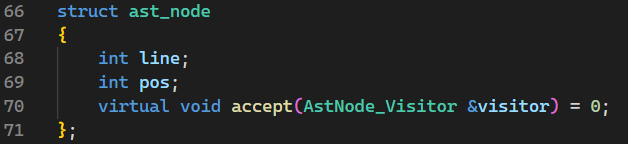 66 struct ast_node
67 {
68     int line;
69     int pos;
70     virtual void accept(AstNode_Visitor &visitor) = 0;
71 };